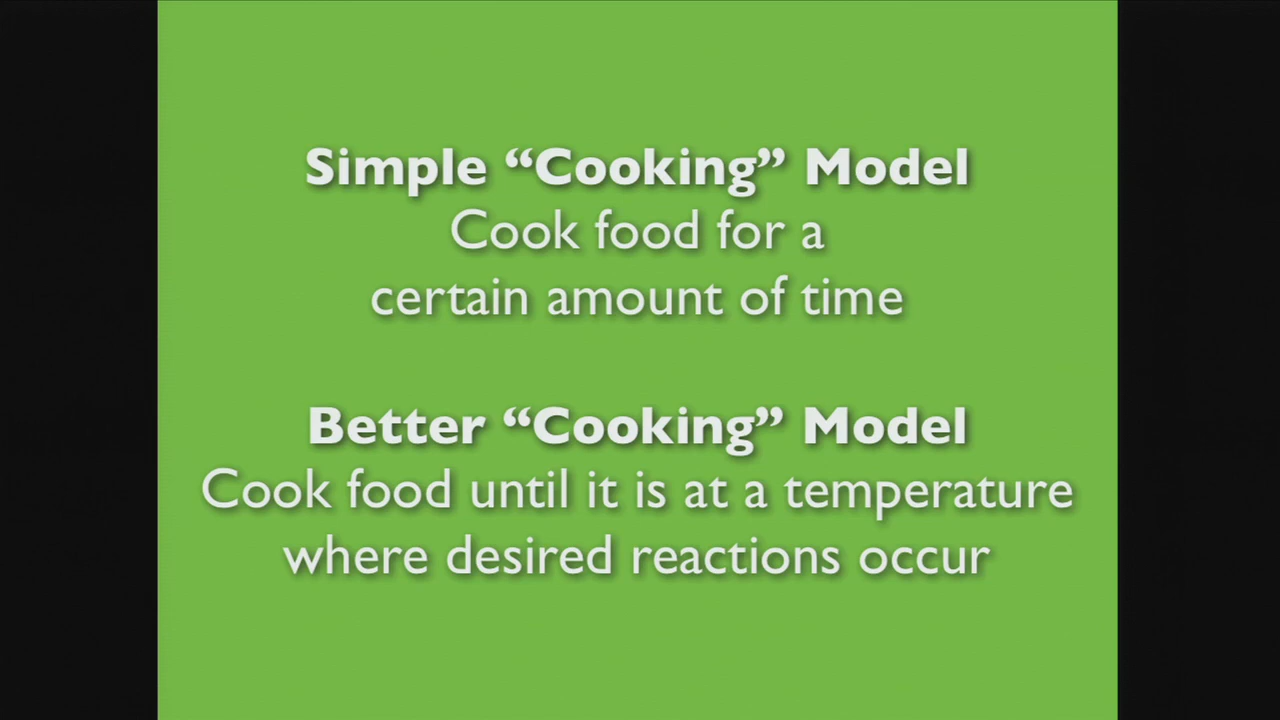 Simple “Cooking” Model
Cook food for a
certain amount of time
Better “Cooking” Model
Cook food until it is at a temperature
where desired reactions occur